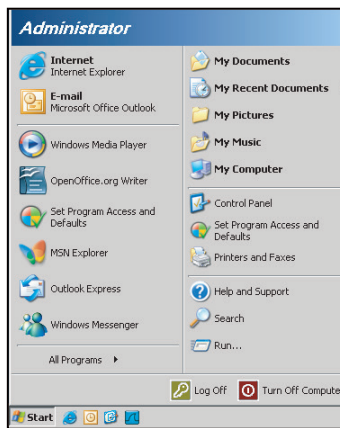 Administrator
Internet
Internet Explorer
E-mail
Microsoft Office Outlook
Windows Media Player
OpenOffice.org Writer
Set Program Access and
Defaults
MSN Explorer
Outlook Express
Windows Messenger
All Programs
My Documents
My Recent Documents
My Pictures
My Music
My Computer
Control Panel
Set Program Access and
Defaults
Printers and Faxes
Help and Support
Search
Run...
Log Off
Turn Off Compute
Start